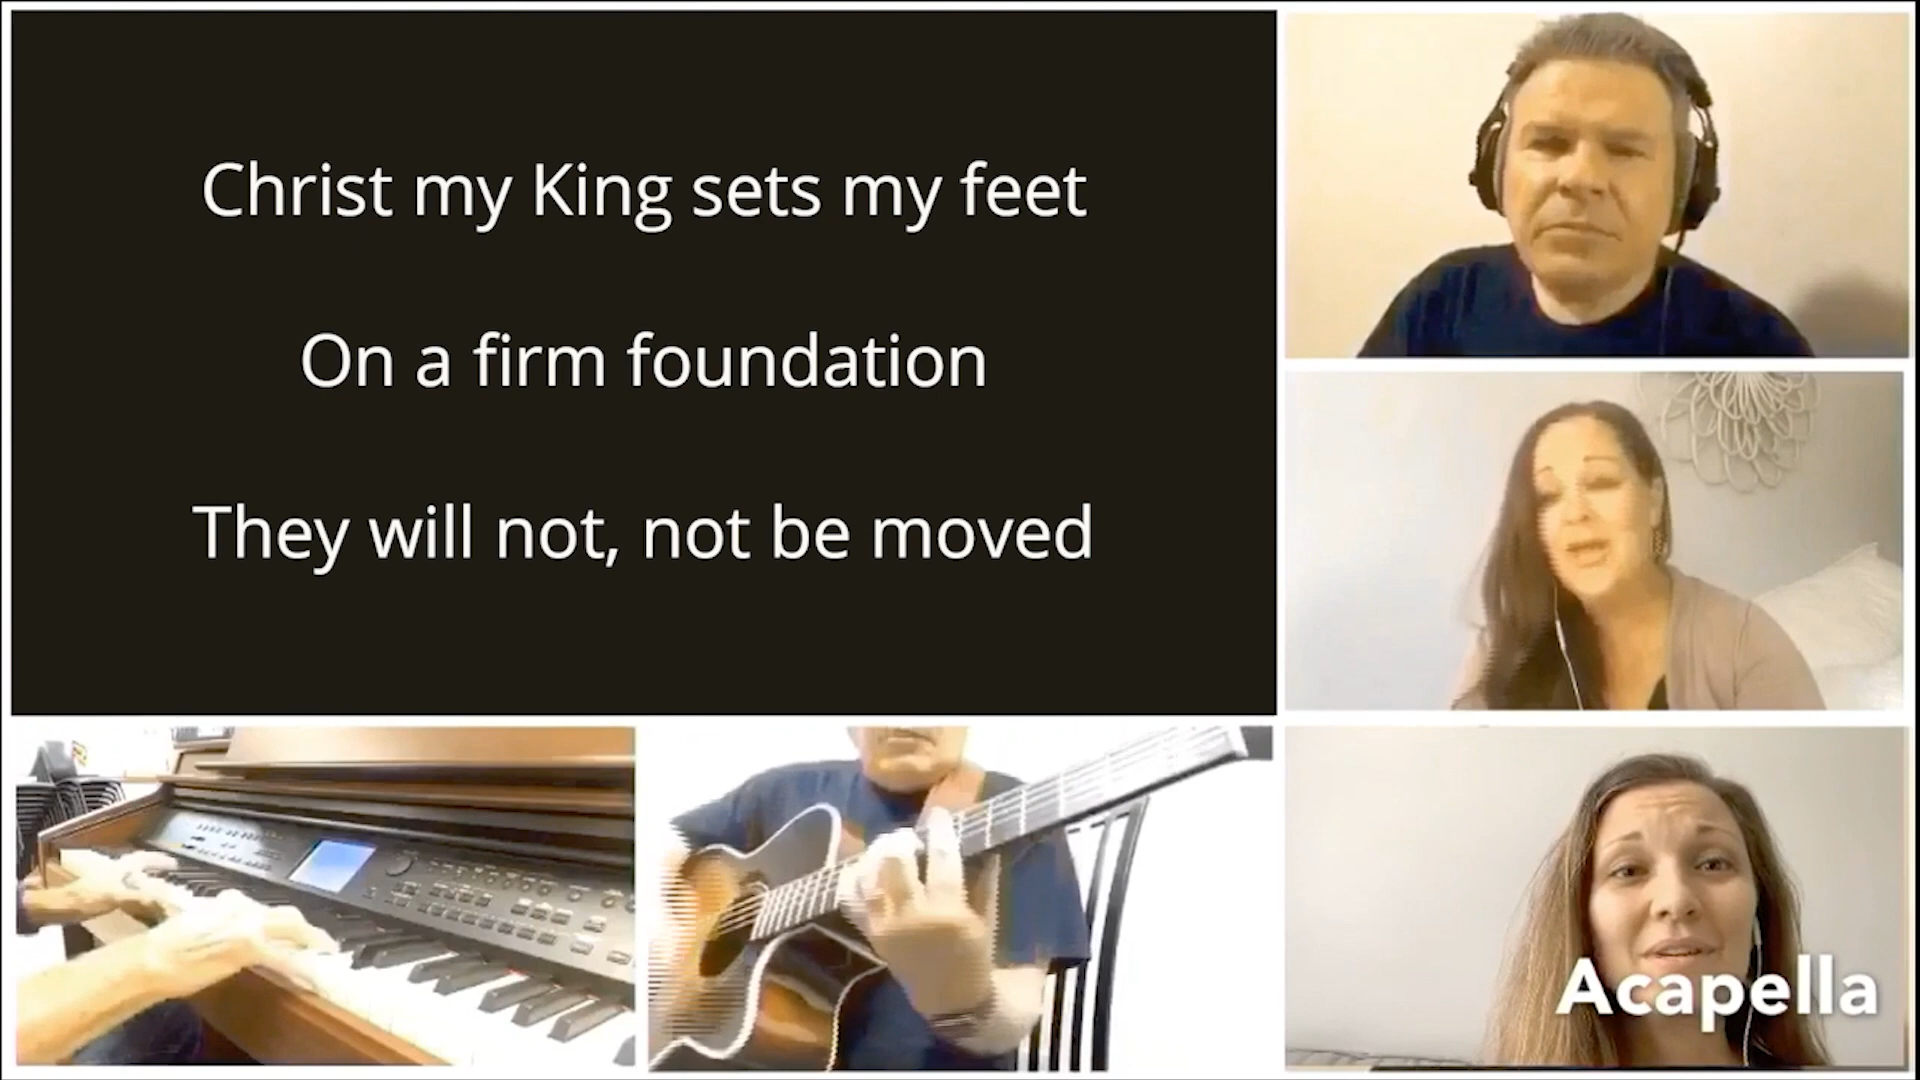 Christ my King sets my feet
On a firm foundation
They will not, not be moved
Acapella